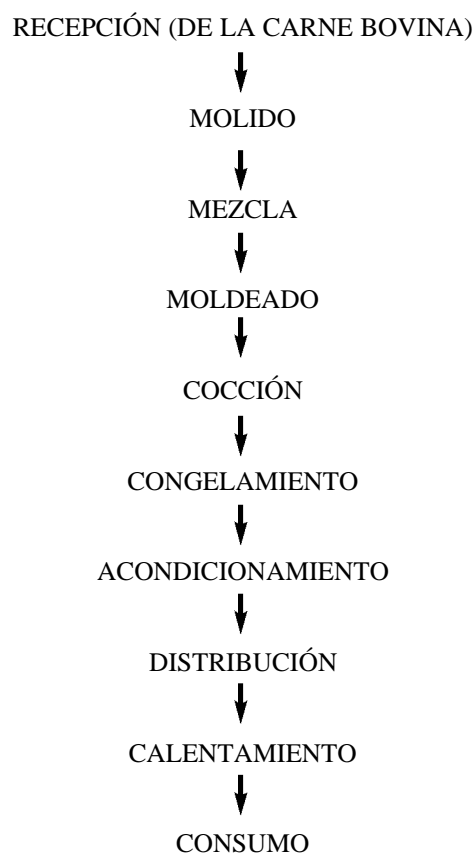 RECEPCIÓN (DE LA CARNE BOVINA)
MOLIDO
MEZCLA
MOLDEADO
COCCIÓN
CONGELAMIENTO
ACONDICIONAMIENTO
DISTRIBUCIÓN
CALENTAMIENTO
CONSUMO